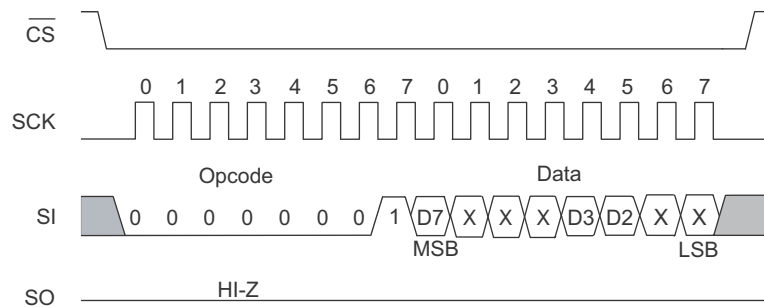 CS
0 1 2 3 4 5 6 7 0 1 2 3 4 5 6 7
SCK
Opcode Data
SI 0 0 0 0 0 0 0 1 D7 X X X D3 D2 X X
MSB LSB
HI-Z
SO